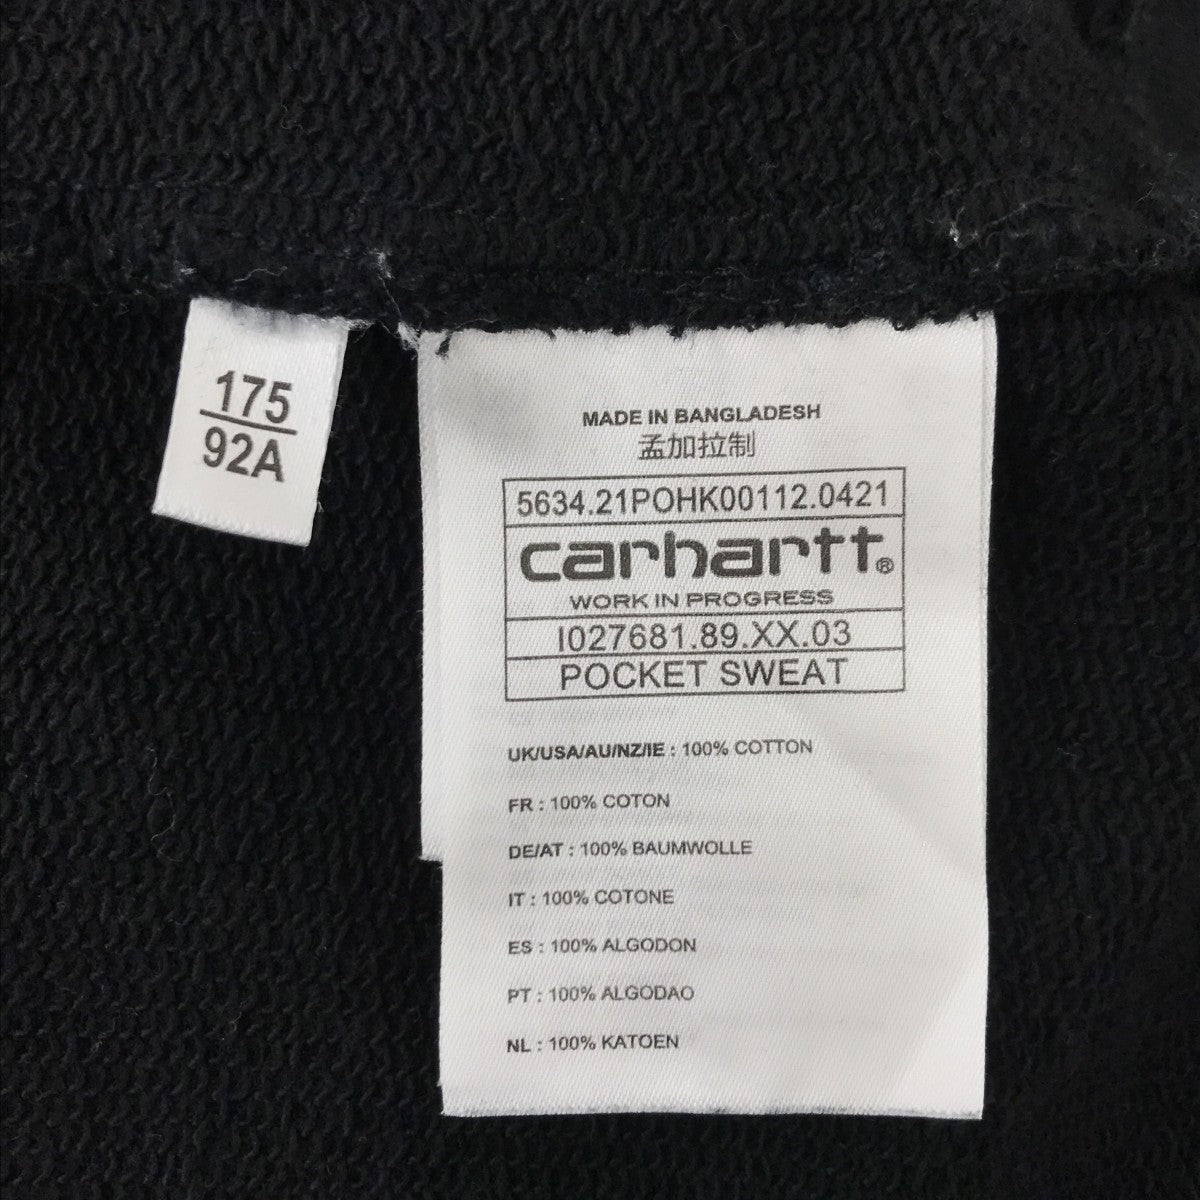 175
92A
MADE IN BANGLADESH
孟加拉制
5634.21POHK00112.0421
carhartt®
WORK IN PROGRESS
I027681.89.XX.03
POCKET SWEAT
UK/USA/AU/NZ/IE : 100% COTTON
FR : 100% COTON
DE/AT : 100% BAUMWOLLE
IT : 100% COTONE
ES : 100% ALGODON
PT : 100% ALGODAO
NL : 100% KATOEN